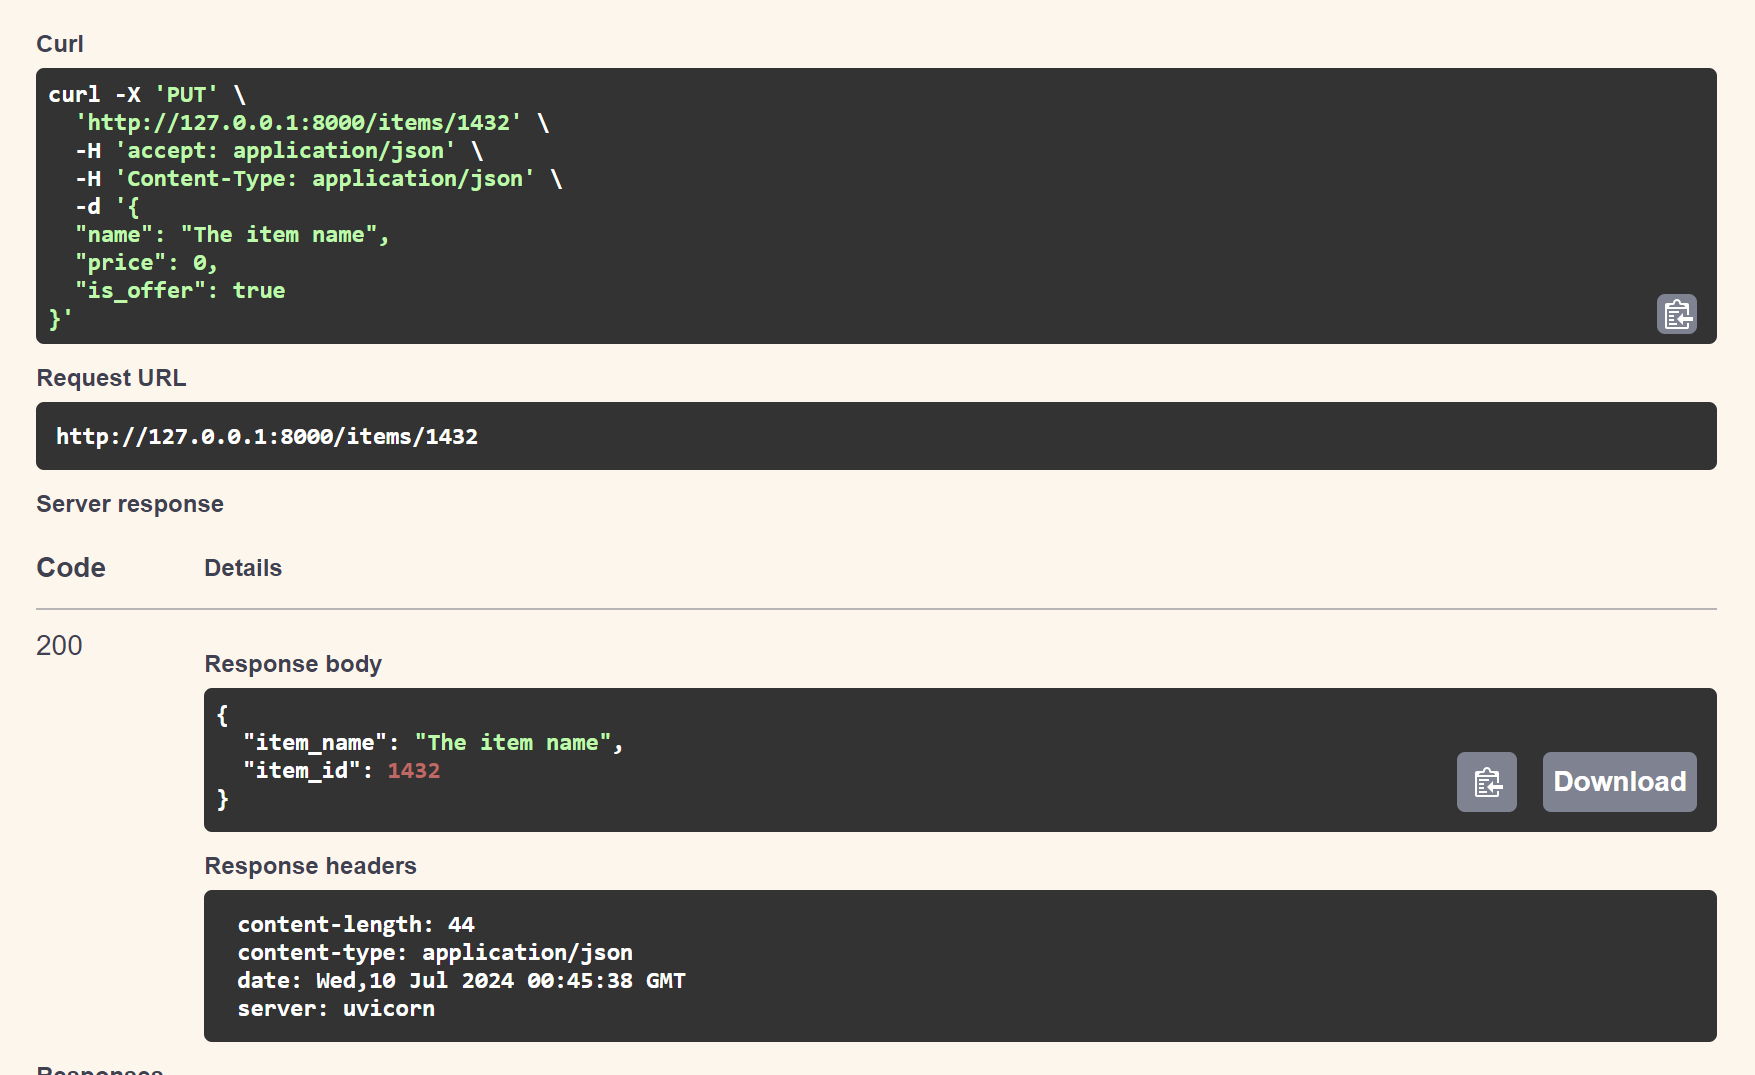 Curl
curl -X 'PUT' \
  'http://127.0.0.1:8000/items/1432' \
  -H 'accept: application/json' \
  -H 'Content-Type: application/json' \
  -d '{
  "name": "The item name",
  "price": 0,
  "is_offer": true
}'
Request URL
http://127.0.0.1:8000/items/1432
Server response
Code Details
200
Response body
{
  "item_name": "The item name",
  "item_id": 1432
}
Download
Response headers
content-length: 44
content-type: application/json
date: Wed,10 Jul 2024 00:45:38 GMT
server: uvicorn
Responses